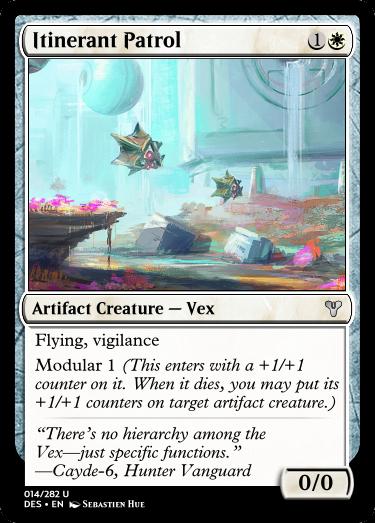 Itinerant Patrol 1
Artifact Creature — Vex
Flying, vigilance
Modular 1 (This enters with a +1/+1
counter on it. When it dies, you may put its
+1/+1 counters on target artifact creature.)
“There’s no hierarchy among the
Vex—just specific functions.”
—Cayde-6, Hunter Vanguard
0/0
014/282 U
DES • EN Sebastien Hue